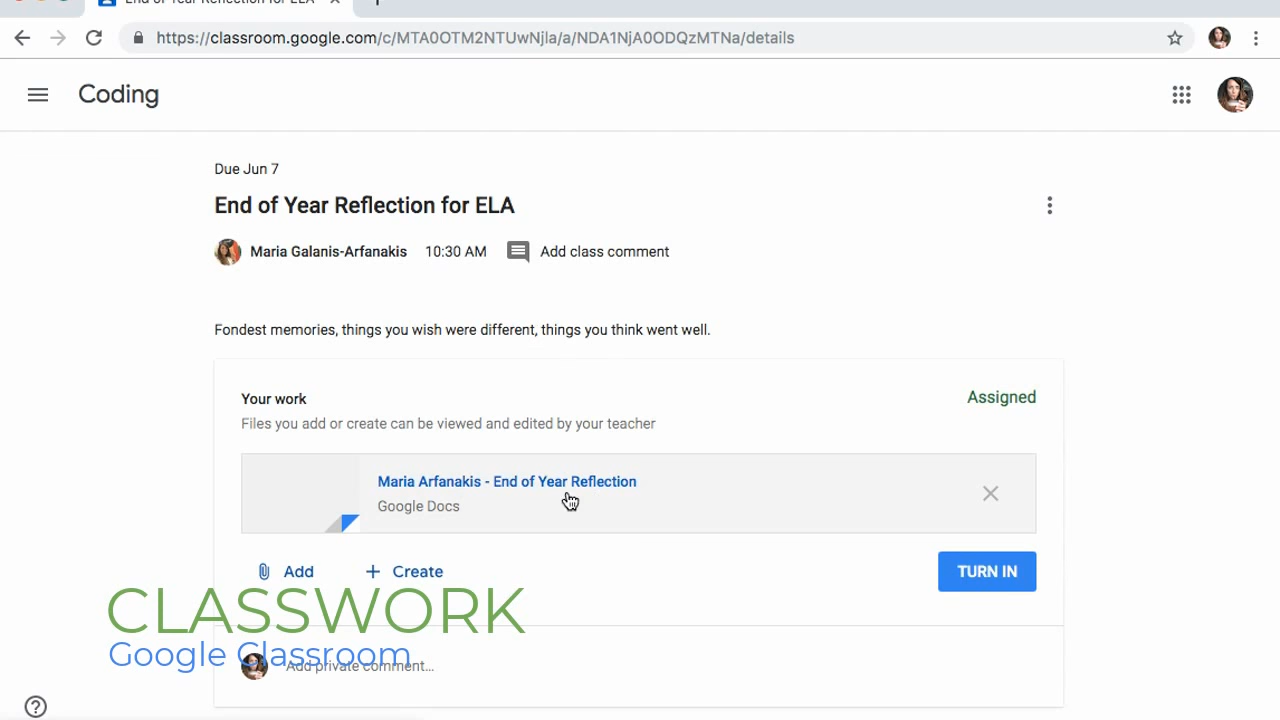 End of Year Reflection for ELA
https://classroom.google.com/c/MTA0OTM2NTUwNjla/a/NDA1NjA0ODQzMTNa/details
Coding
Due Jun 7
End of Year Reflection for ELA
Maria Galanis-Arfanakis 10:30 AM Add class comment
Fondest memories, things you wish were different, things you think went well.
Your work Assigned
Files you add or create can be viewed and edited by your teacher
Maria Arfanakis - End of Year Reflection
Google Docs
Add + Create TURN IN
CLASSWORK
Google Classroom
Add private comment...